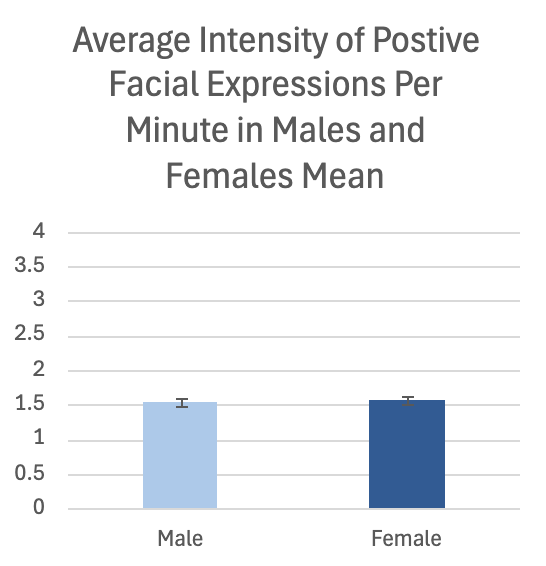 Average Intensity of Postive
Facial Expressions Per
Minute in Males and
Females Mean
4
3.5
3
2.5
2
1.5
1
0.5
0
Male Female